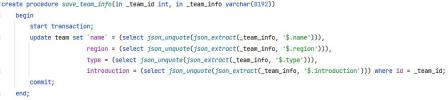 create procedure save_team_info(in _team_id int, in _team_info varchar(8192))
begin
start transaction;
update team set `name` = (select json_unquote(json_extract(_team_info, '$.name'))),
region = (select json_unquote(json_extract(_team_info, '$.region'))),
type = (select json_unquote(json_extract(_team_info, '$.type'))),
introduction = (select json_unquote(json_extract(_team_info, '$.introduction'))) where id = _team_id;
commit;
end;